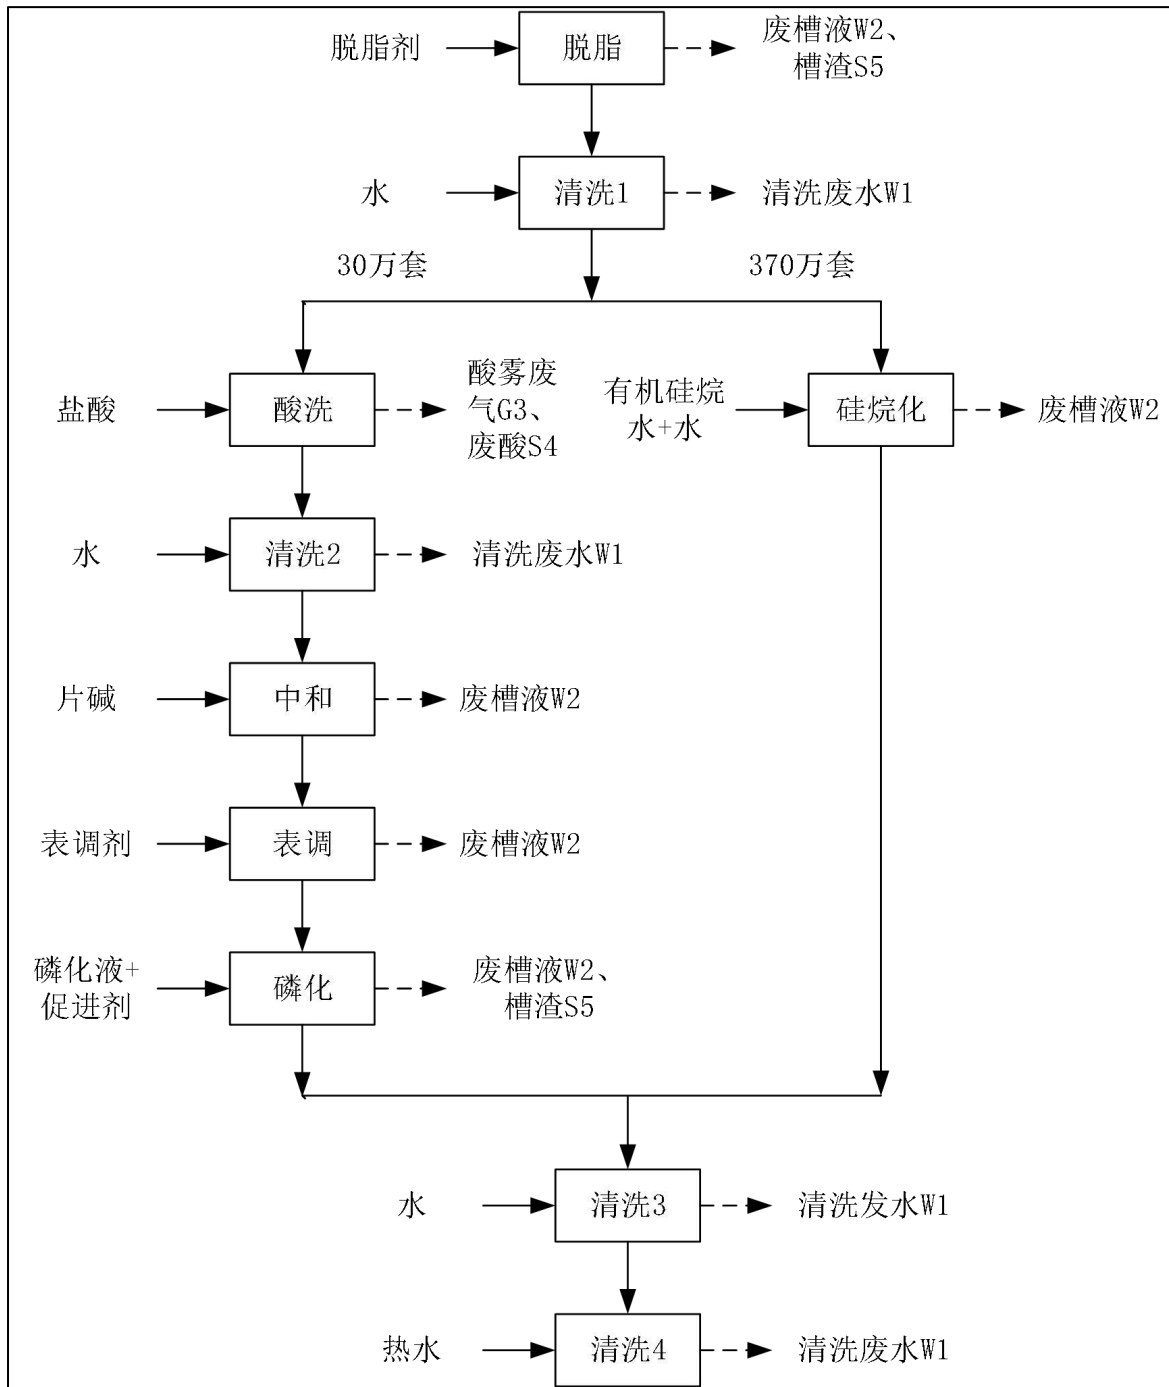 脱脂剂
脱脂
废槽液W2、
槽渣S5
水
清洗1
清洗废水W1
30万套
370万套
盐酸
酸洗
酸雾废
气G3、
废酸S4
有机硅烷
水+水
硅烷化
废槽液W2
水
清洗2
清洗废水W1
片碱
中和
废槽液W2
表调剂
表调
废槽液W2
磷化液+
促进剂
磷化
废槽液W2、
槽渣S5
水
清洗3
清洗发水W1
热水
清洗4
清洗废水W1